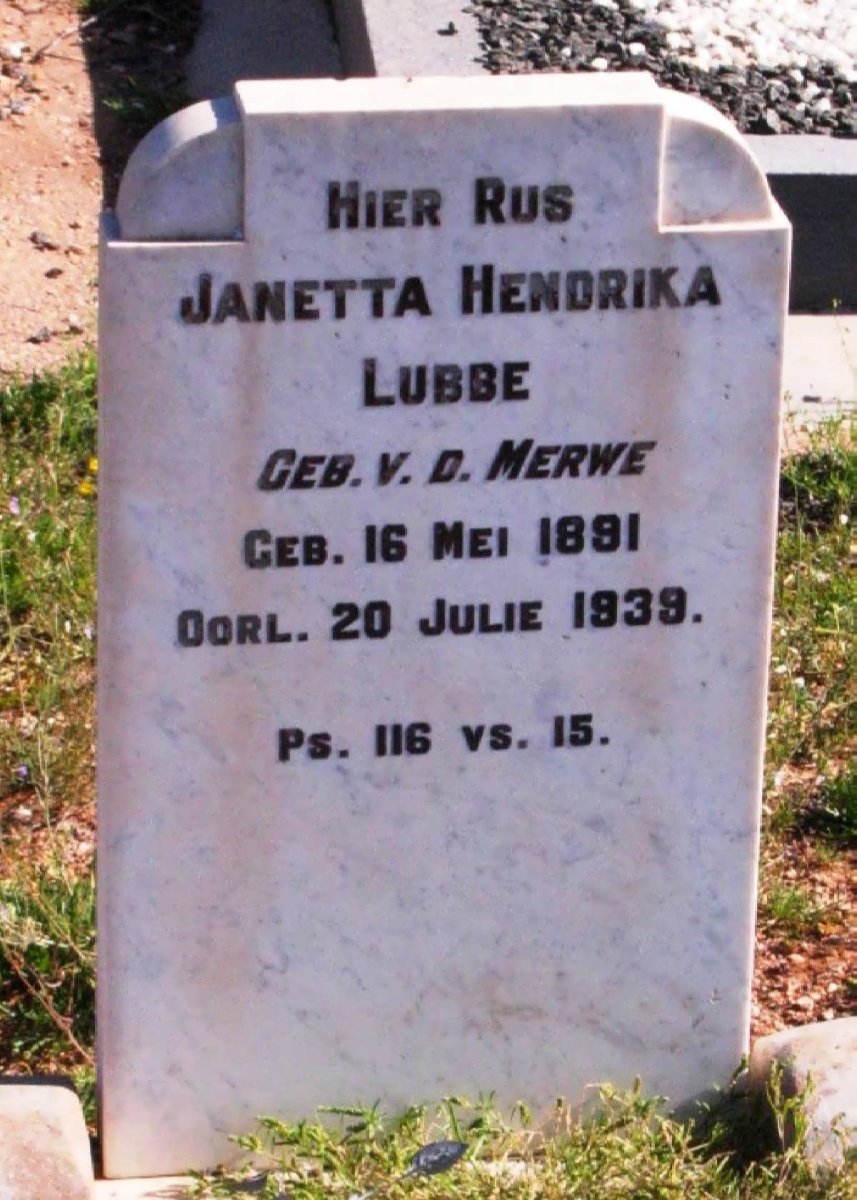 HIER RUS
JANETTA HENDRIKA
LUBBE
GEB. V. D. MERWE
GEB. 16 MEI 1891
OORL. 20 JULIE 1939.
PS. 116 VS. 15.